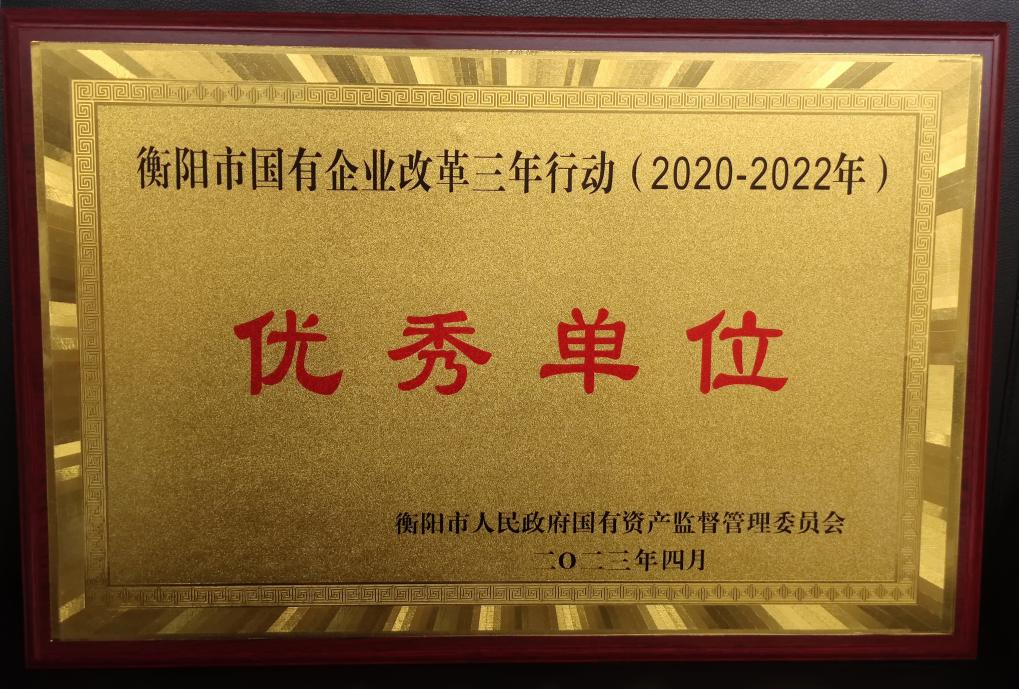 衡阳市国有企业改革三年行动（2020-2022年）
优秀单位
衡阳市人民政府国有资产监督管理委员会
二〇二三年四月